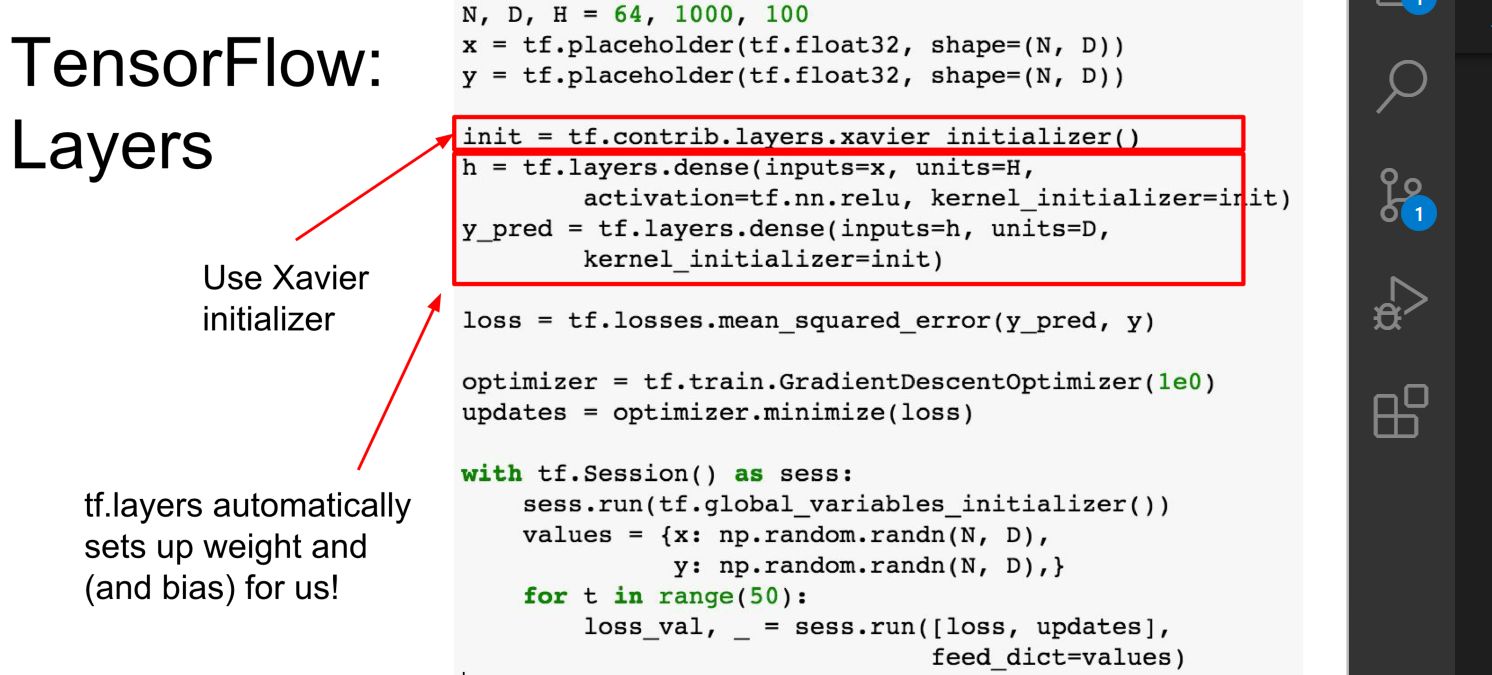 TensorFlow:
Layers
Use Xavier
initializer
tf.layers automatically
sets up weight and
(and bias) for us!
N, D, H = 64, 1000, 100
x = tf.placeholder(tf.float32, shape=(N, D))
y = tf.placeholder(tf.float32, shape=(N, D))
init = tf.contrib.layers.xavier_initializer()
h = tf.layers.dense(inputs=x, units=H,
activation=tf.nn.relu, kernel_initializer=init)
y_pred = tf.layers.dense(inputs=h, units=D,
kernel_initializer=init)
loss = tf.losses.mean_squared_error(y_pred, y)
optimizer = tf.train.GradientDescentOptimizer(1e0)
updates = optimizer.minimize(loss)
with tf.Session() as sess:
sess.run(tf.global_variables_initializer())
values = {x: np.random.randn(N, D),
y: np.random.randn(N, D),}
for t in range(50):
loss_val, _ = sess.run([loss, updates],
feed_dict=values)
1
1